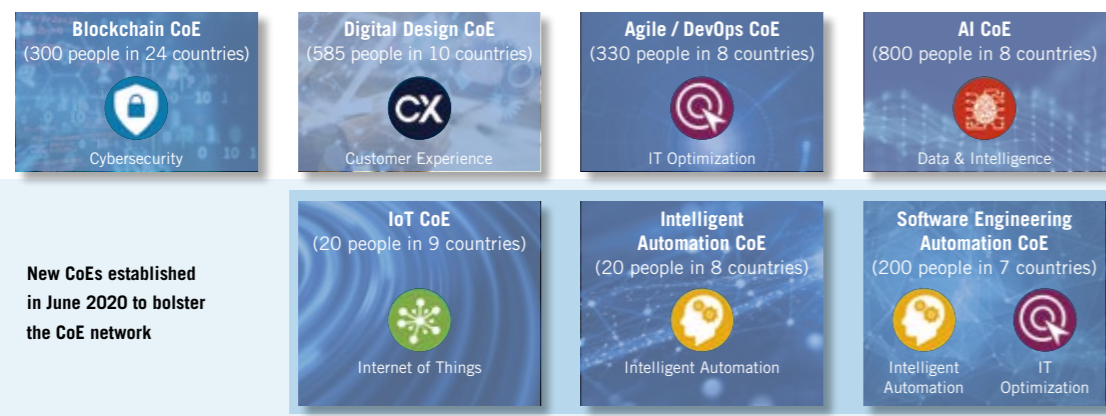 Blockchain CoE
(300 people in 24 countries)
Cybersecurity
Digital Design CoE
(585 people in 10 countries)
CX
Customer Experience
Agile / DevOps CoE
(330 people in 8 countries)
IT Optimization
AI CoE
(800 people in 8 countries)
Data & Intelligence
New CoEs established
in June 2020 to bolster
the CoE network
IoT CoE
(20 people in 9 countries)
Internet of Things
Intelligent
Automation CoE
(20 people in 8 countries)
Intelligent Automation
Software Engineering
Automation CoE
(200 people in 7 countries)
Intelligent
Automation
IT
Optimization